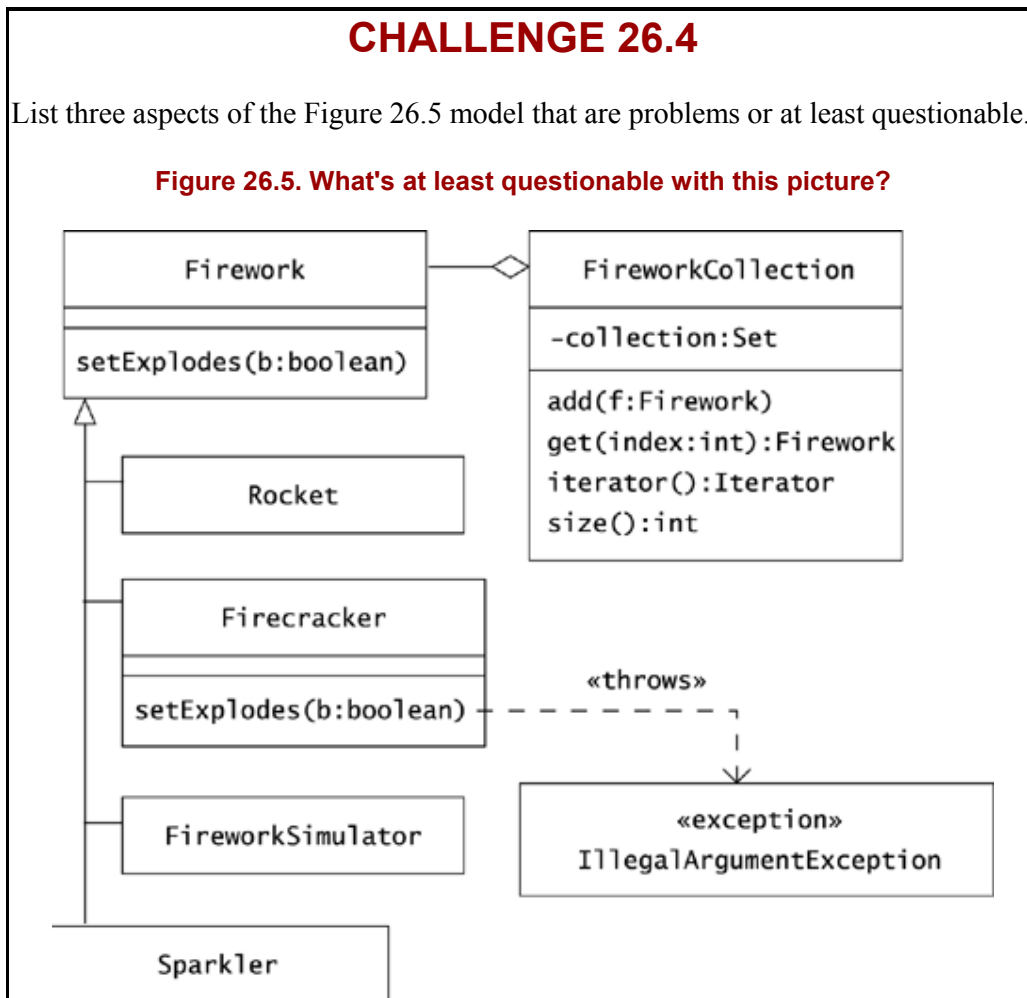 CHALLENGE 26.4
List three aspects of the Figure 26.5 model that are problems or at least questionable.
Figure 26.5. What's at least questionable with this picture?
Firework
setExplodes(b:boolean)
FireworkCollection
-collection:Set
add(f:Firework)
get(index:int):Firework
iterator():Iterator
size():int
Rocket
Firecracker
setExplodes(b:boolean)
«throws»
FireworkSimulator
«exception»
IllegalArgumentException
Sparkler